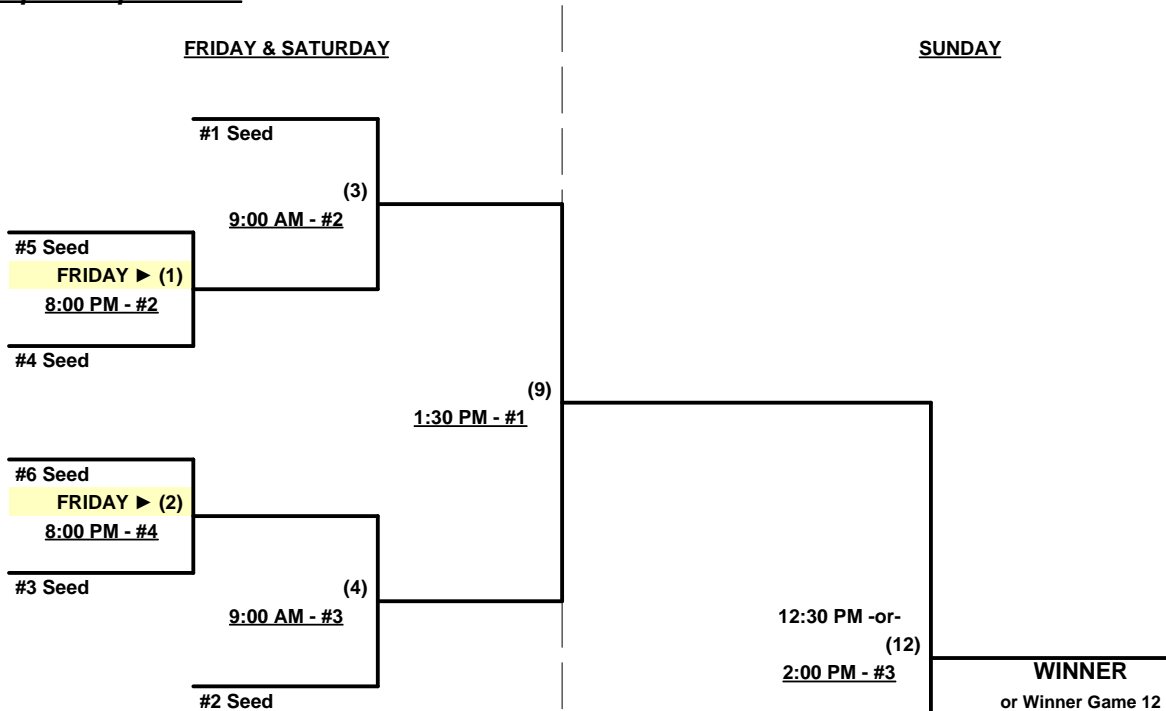 FRIDAY & SATURDAY
SUNDAY
#1 Seed
(3)
9:00 AM - #2
#5 Seed
FRIDAY ► (1)
8:00 PM - #2
#4 Seed
(9)
1:30 PM - #1
#6 Seed
FRIDAY ► (2)
8:00 PM - #4
#3 Seed
(4)
9:00 AM - #3
#2 Seed
12:30 PM -or-
(12)
2:00 PM - #3
WINNER
or Winner Game 12